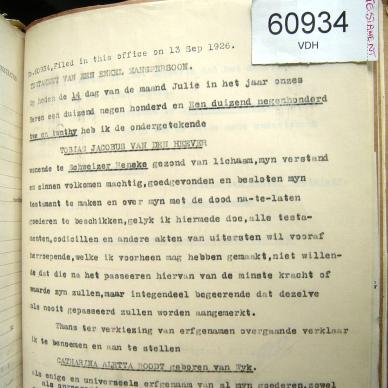 60934
VDH
TESTAMENT.
D.60934, Filed in this office on 13 Sep 1926.
TESTAMENT VAN EEN ENKEL MANSPERSOON.
Op heden de 14 dag van de maand Julie in het jaar onzes
Heren een duizend negen honderd en Een duizend negenhonderd
twe en twnthy heb ik de ondergetekende
TOBIAS JACOBUS VAN DEN HEEVER
wonende te Schweizer Reneke gezond van lichaam,myn verstand
en zinnen volkomen machtig,goedgevonden en besloten myn
testament te maken en over myn met de dood na-te-laten
goederen te beschikken,gelyk ik hiermede doe,alle testa-
menten,codicillen en andere akten van uitersten wil vooraf
herroepende,welke ik voorheen mag hebben gemaakt,niet willen-
de dat die na het passeeren hiervan van de minste kracht of
waarde zyn zullen,maar integendeel begeerende dat dezelve
als nooit gepasseerd zullen worden aangemerkt.
Thans ter verkiezing van erfgenamen overgaande verklaar
ik te benoemen en aan te stellen
CATHARINA ALETTA ROODT geboren van Wyk.
als enige en universeele erfgenaam van al myn goederen,zowel